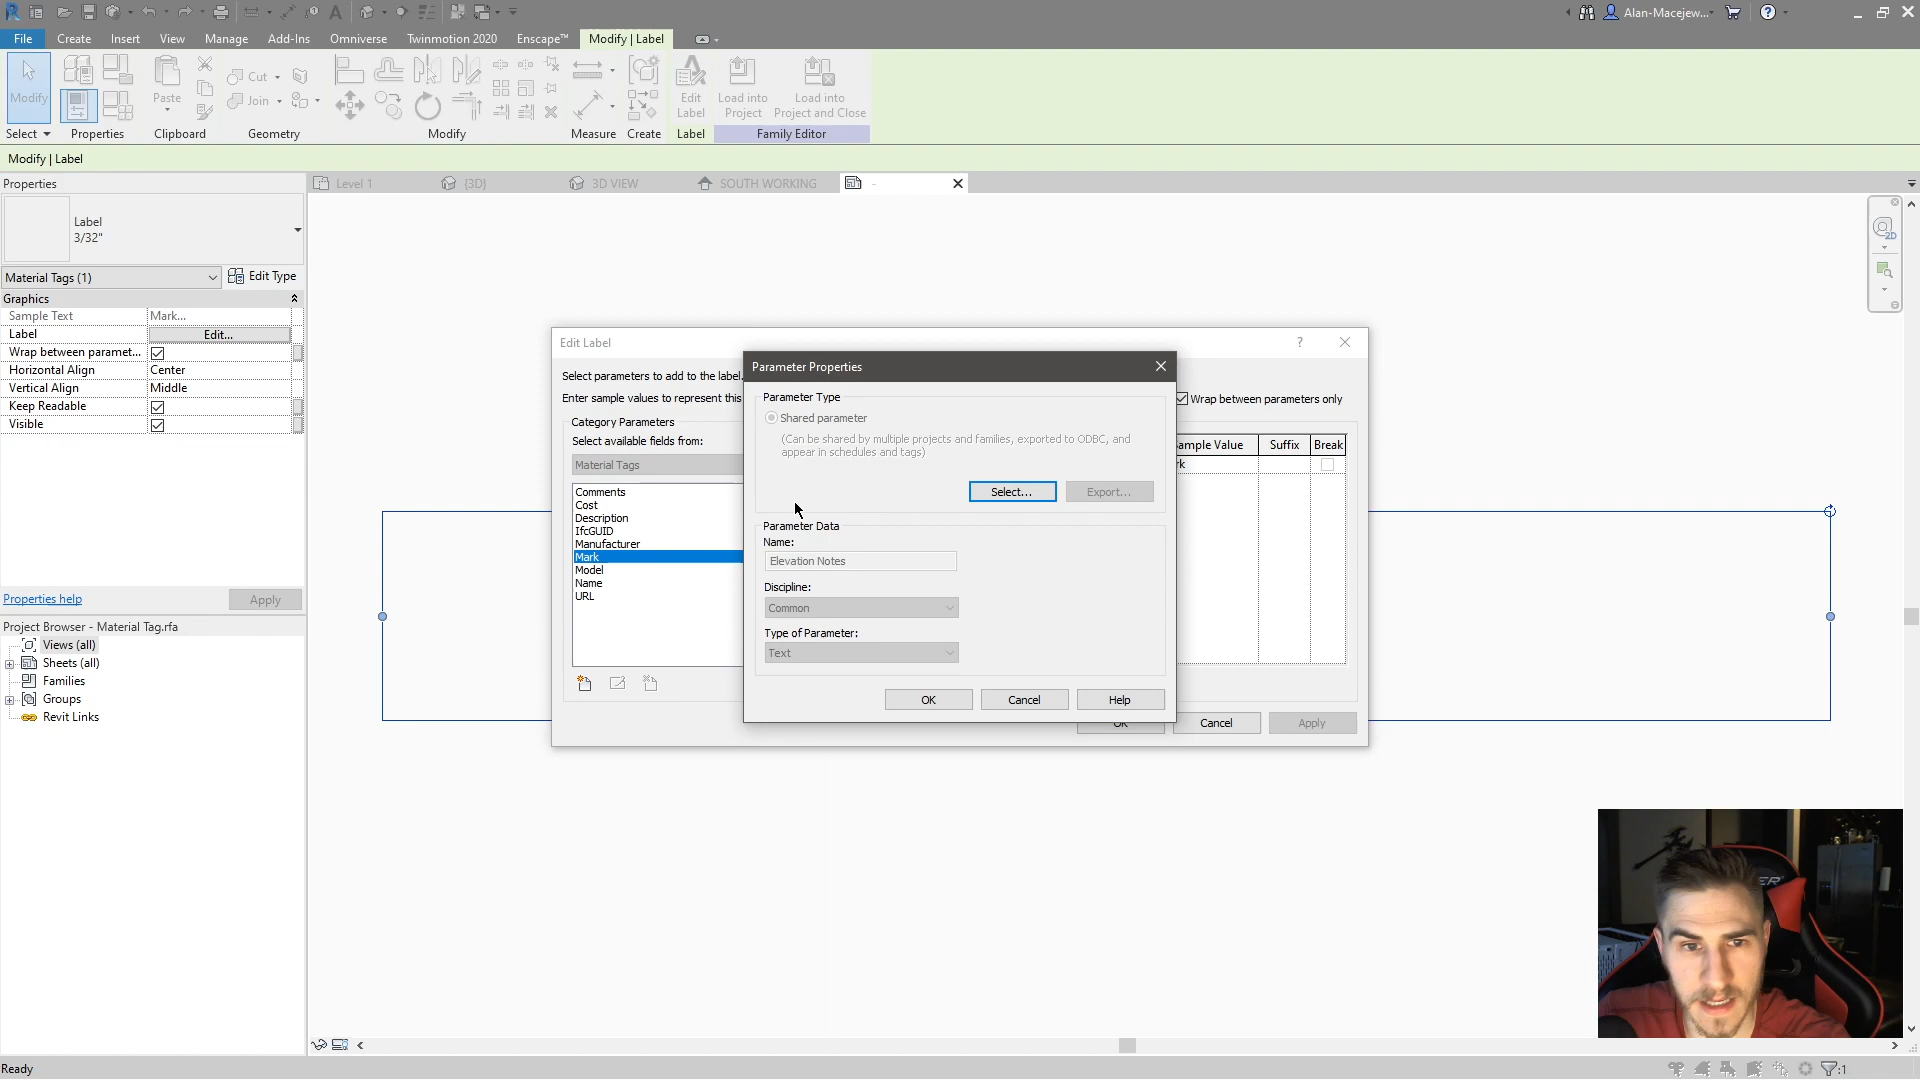 Alan-Macejew...
File Create Insert View Manage Add-Ins Omniverse Twinmotion 2020 Enscape™ Modify | Label
Modify
Paste
Cut
Join
Edit Label
Load into Project
Load into Project and Close
Select Properties Clipboard Geometry Modify Measure Create Label Family Editor
Modify | Label
Properties
Level 1 {3D} 3D VIEW SOUTH WORKING -
2D
Label
3/32"
Material Tags (1) Edit Type
Graphics
Sample Text Mark...
Label Edit...
Wrap between paramet...
Horizontal Align Center
Vertical Align Middle
Keep Readable
Visible
Properties help Apply
Project Browser - Material Tag.rfa
Views (all)
Sheets (all)
Families
Groups
Revit Links
Edit Label ?
Select parameters to add to the label.
Enter sample values to represent this
Wrap between parameters only
Category Parameters
Select available fields from:
Material Tags
Comments
Cost
Description
IfcGUID
Manufacturer
Mark
Model
Name
URL
ample Value Suffix Break
rk
OK Cancel Apply
Parameter Properties
Parameter Type
Shared parameter
(Can be shared by multiple projects and families, exported to ODBC, and
appear in schedules and tags)
Select... Export...
Parameter Data
Name:
Elevation Notes
Discipline:
Common
Type of Parameter:
Text
OK Cancel Help
Ready
:1